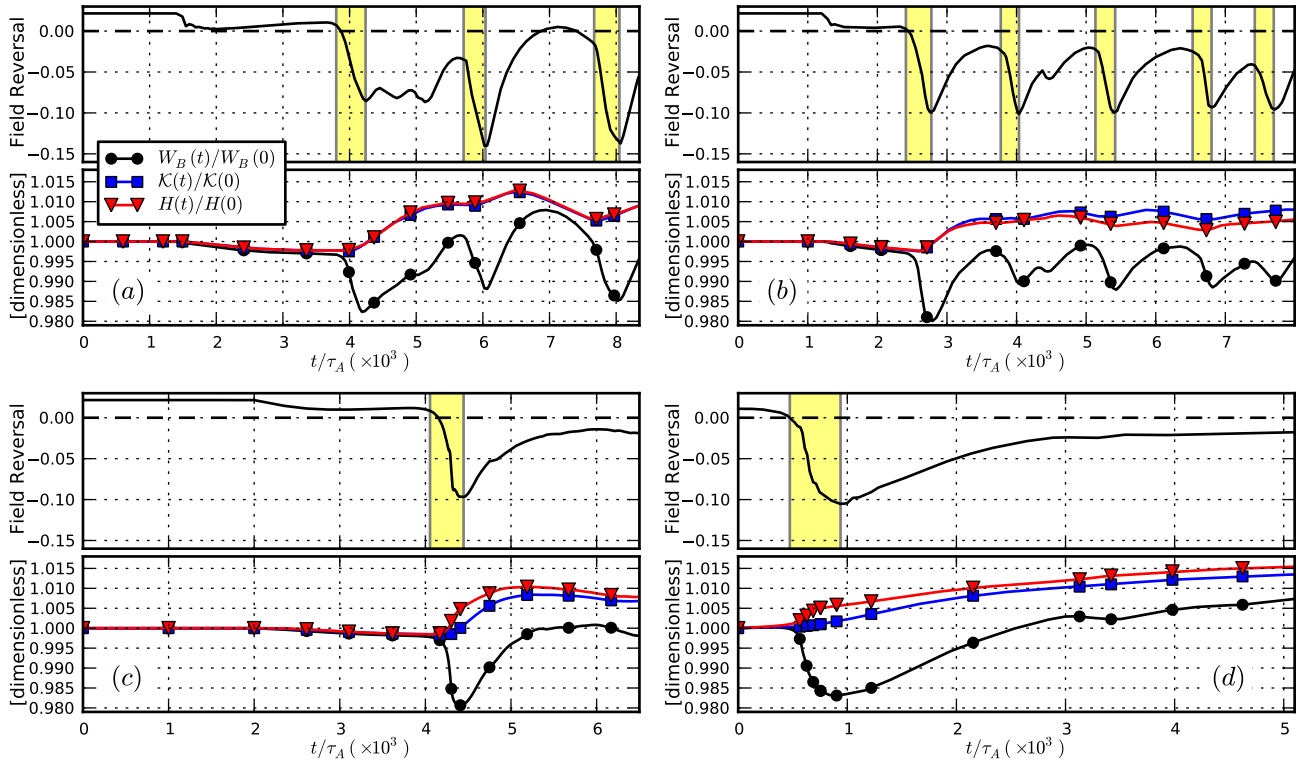 Field Reversal
0.00
−0.05
−0.10
−0.15
W_B(t)/W_B(0)
𝒦(t)/𝒦(0)
H(t)/H(0)
[dimensionless]
1.015
1.010
1.005
1.000
0.995
0.990
0.985
0.980
(a)
0 1 2 3 4 5 6 7 8
t/τ_A (×10³)
Field Reversal
0.00
−0.05
−0.10
−0.15
[dimensionless]
1.015
1.010
1.005
1.000
0.995
0.990
0.985
0.980
(b)
0 1 2 3 4 5 6 7
t/τ_A (×10³)
Field Reversal
0.00
−0.05
−0.10
−0.15
[dimensionless]
1.015
1.010
1.005
1.000
0.995
0.990
0.985
0.980
(c)
0 1 2 3 4 5 6
t/τ_A (×10³)
Field Reversal
0.00
−0.05
−0.10
−0.15
[dimensionless]
1.015
1.010
1.005
1.000
0.995
0.990
0.985
0.980
(d)
0 1 2 3 4 5
t/τ_A (×10³)